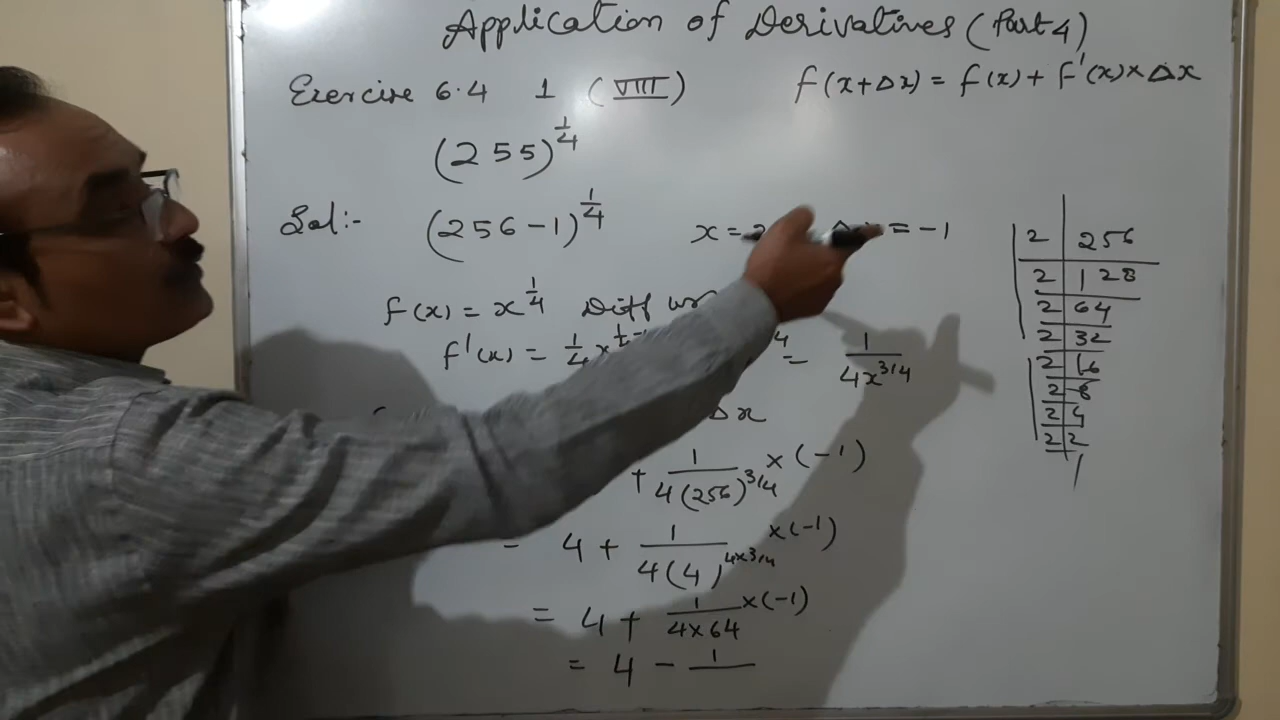 Application of Derivatives (Part 4)
Exercise 6.4 1 (VIII) f(x+Δx) = f(x) + F'(x) × Δx
(255)^1/4
Sol:- (256-1)^1/4 x = = -1
f(x) = x^1/4 Diff
f'(x) = 1/4 x = 1/4x^3/4
Δx
+ 1/4(256)^3/4 × (-1)
= 4 + 1/4(4)^4×3/4 × (-1)
= 4 + 1/4×64 × (-1)
= 4 - 1/
2 256
2 128
2 64
2 32
2 16
2 8
2 4
2 2
1